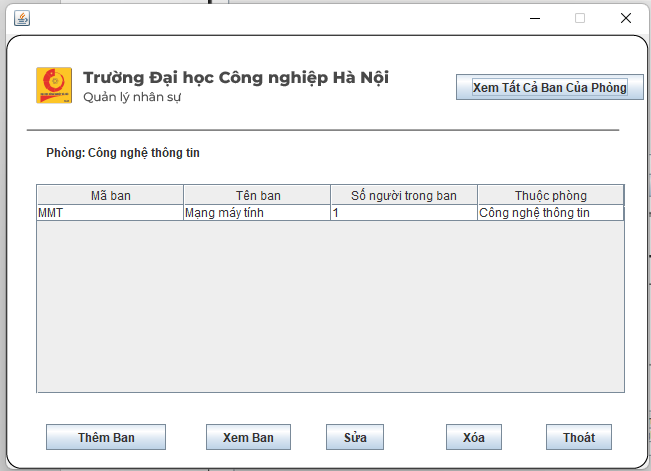 Trường Đại học Công nghiệp Hà Nội
Quản lý nhân sự
Xem Tất Cả Ban Của Phòng
Phòng: Công nghệ thông tin
Mã ban Tên ban Số người trong ban Thuộc phòng
MMT Mạng máy tính 1 Công nghệ thông tin
Thêm Ban Xem Ban Sửa Xóa Thoát